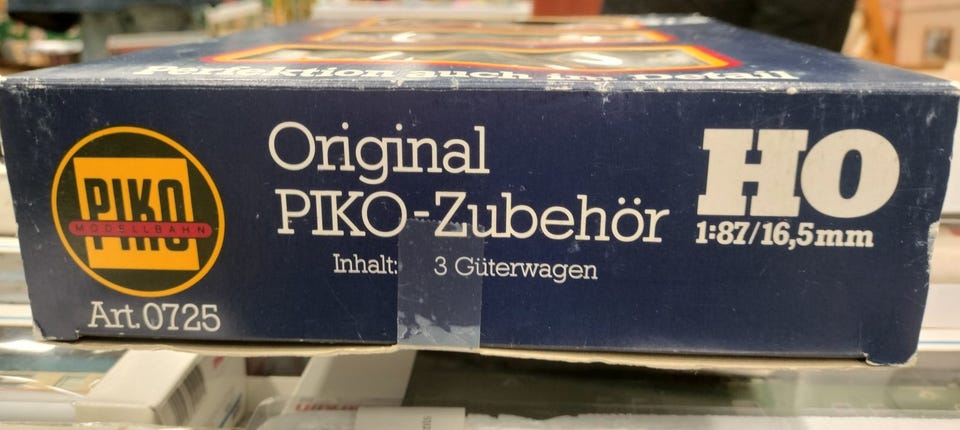 Perfektion auch im Detail
PIKO
MODELLBAHN
PIKO
Art.0725
Original
PIKO-Zubehör
Inhalt: 3 Güterwagen
HO
1:87/16,5mm